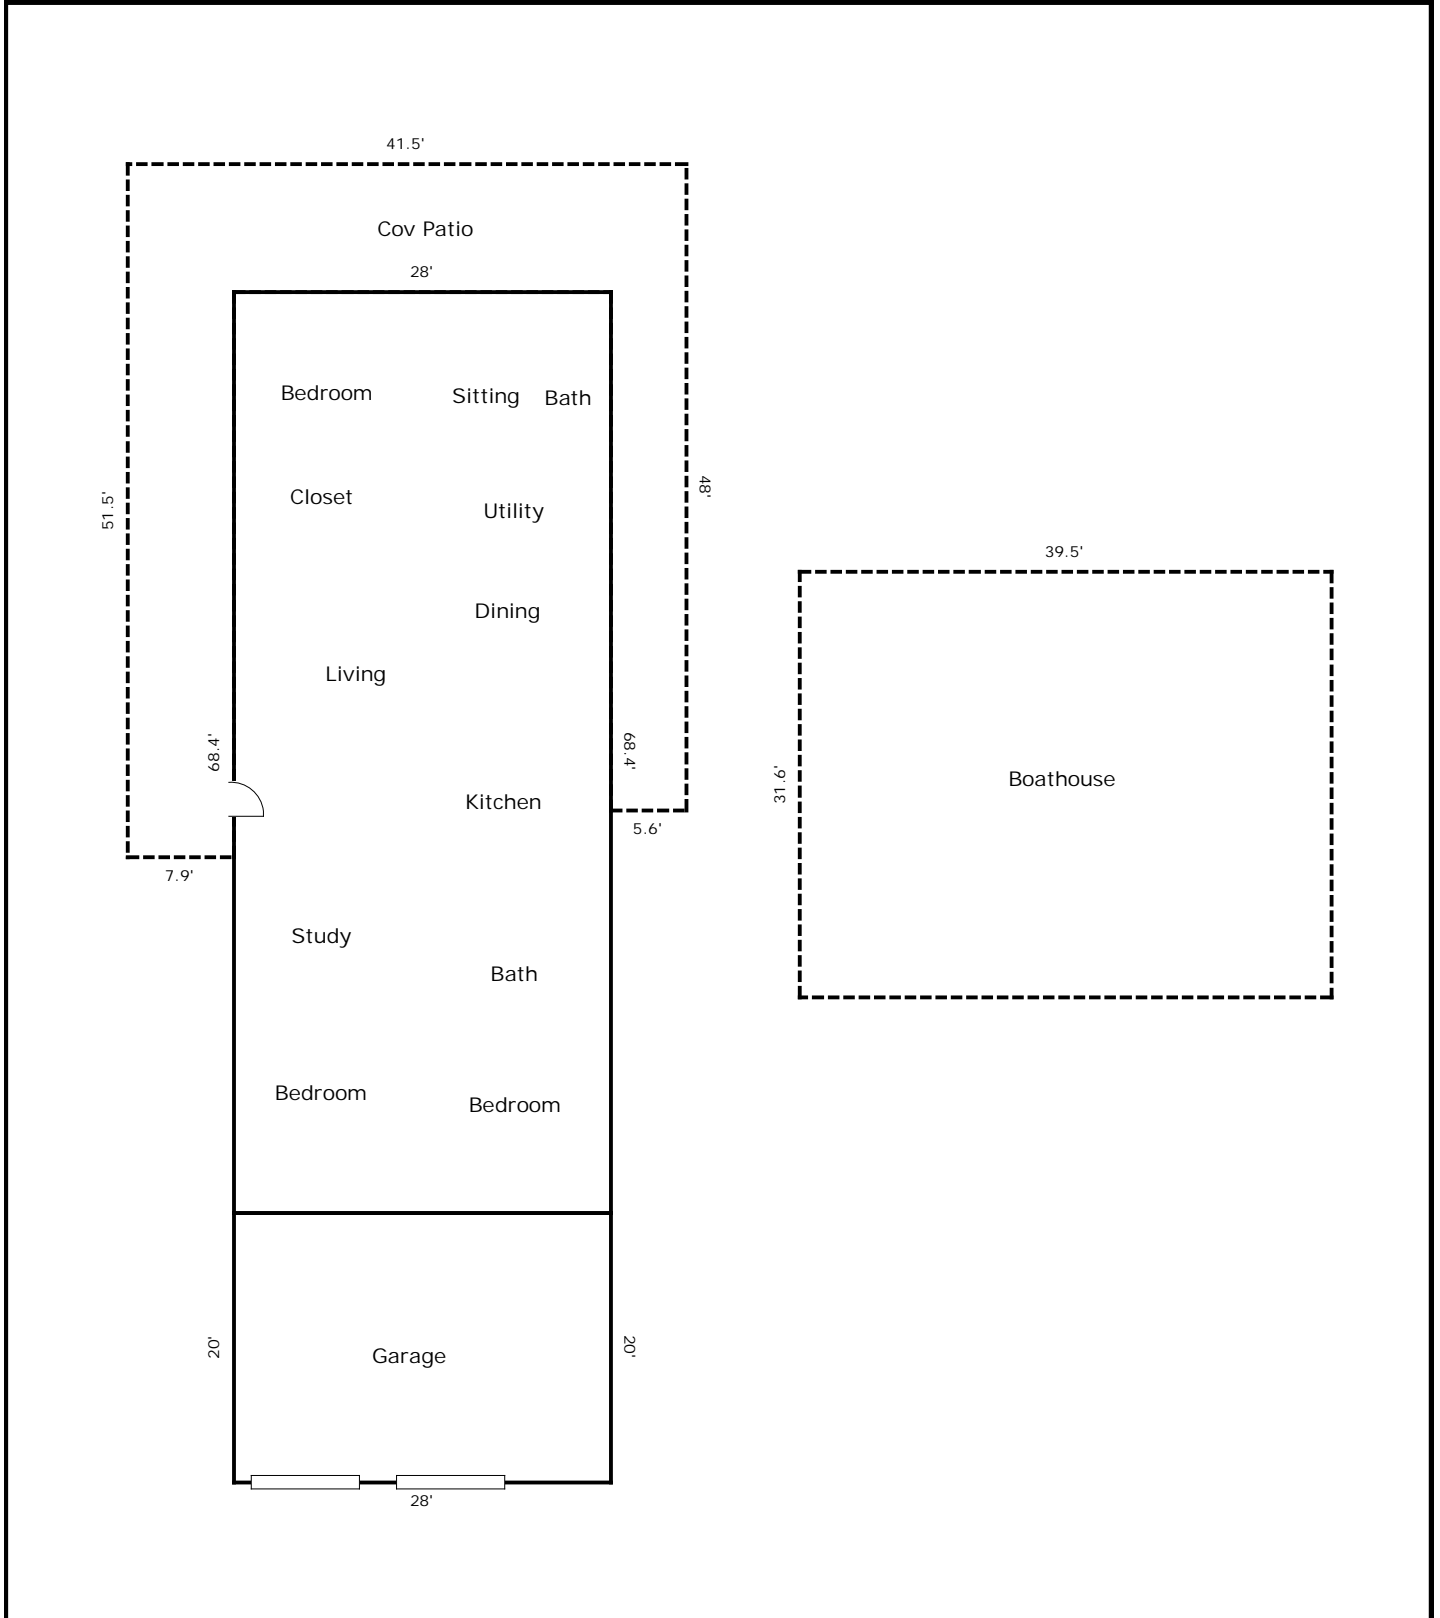 41.5'
Cov Patio
28'
Bedroom
Sitting
Bath
51.5'
48'
Closet
Utility
39.5'
Dining
Living
68.4'
68.4'
31.6'
Boathouse
Kitchen
5.6'
7.9'
Study
Bath
Bedroom
Bedroom
20'
20'
Garage
28'